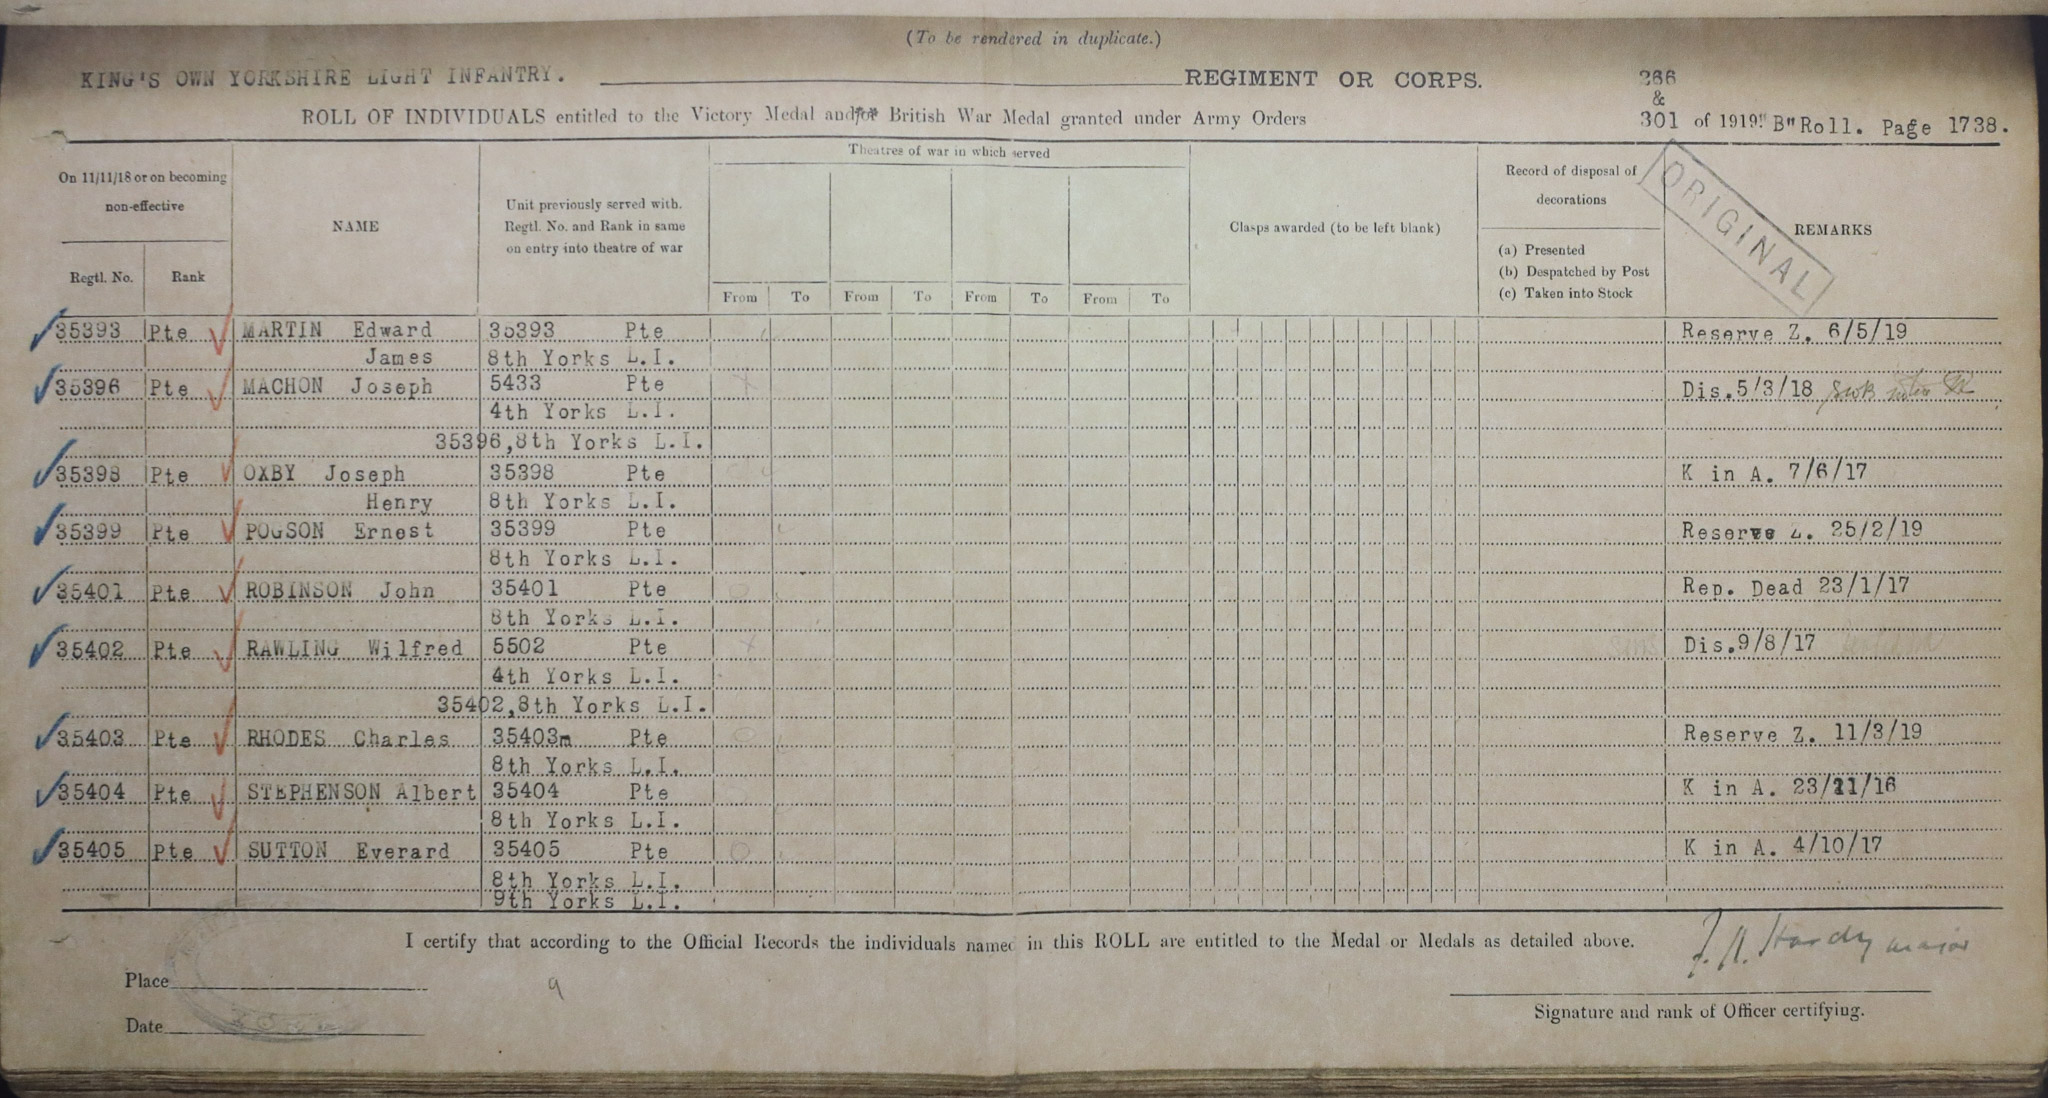 (To be rendered in duplicate.)
KING'S OWN YORKSHIRE LIGHT INFANTRY. REGIMENT OR CORPS. 266
&
ROLL OF INDIVIDUALS entitled to the Victory Medal and/or British War Medal granted under Army Orders 301 of 1919. "B" Roll. Page 1738.
On 11/11/18 or on becoming non-effective
Regtl. No. Rank
NAME
Unit previously served with. Regtl. No. and Rank in same on entry into theatre of war
Theatres of war in which served
From To From To From To From To
Clasps awarded (to be left blank)
Record of disposal of decorations
(a) Presented
(b) Despatched by Post
(c) Taken into Stock
REMARKS
ORIGINAL
35393 Pte MARTIN Edward 35393 Pte Reserve Z. 6/5/19
James 8th Yorks L.I.
35396 Pte MACHON Joseph 5433 Pte Dis. 5/3/18 SWB
4th Yorks L.I.
35396, 8th Yorks L.I.
35398 Pte OXBY Joseph 35398 Pte K in A. 7/6/17
Henry 8th Yorks L.I.
35399 Pte POGSON Ernest 35399 Pte Reserve Z. 25/2/19
8th Yorks L.I.
35401 Pte ROBINSON John 35401 Pte Rep. Dead 23/1/17
8th Yorks L.I.
35402 Pte RAWLING Wilfred 5502 Pte Dis. 9/8/17
4th Yorks L.I.
35402, 8th Yorks L.I.
35403 Pte RHODES Charles 35403m Pte Reserve Z. 11/3/19
8th Yorks L.I.
35404 Pte STEPHENSON Albert 35404 Pte K in A. 23/11/16
8th Yorks L.I.
35405 Pte SUTTON Everard 35405 Pte K in A. 4/10/17
8th Yorks L.I.
9th Yorks L.I.
I certify that according to the Official Records the individuals named in this ROLL are entitled to the Medal or Medals as detailed above.
Hardy major
Place
9
Date
Signature and rank of Officer certifying.